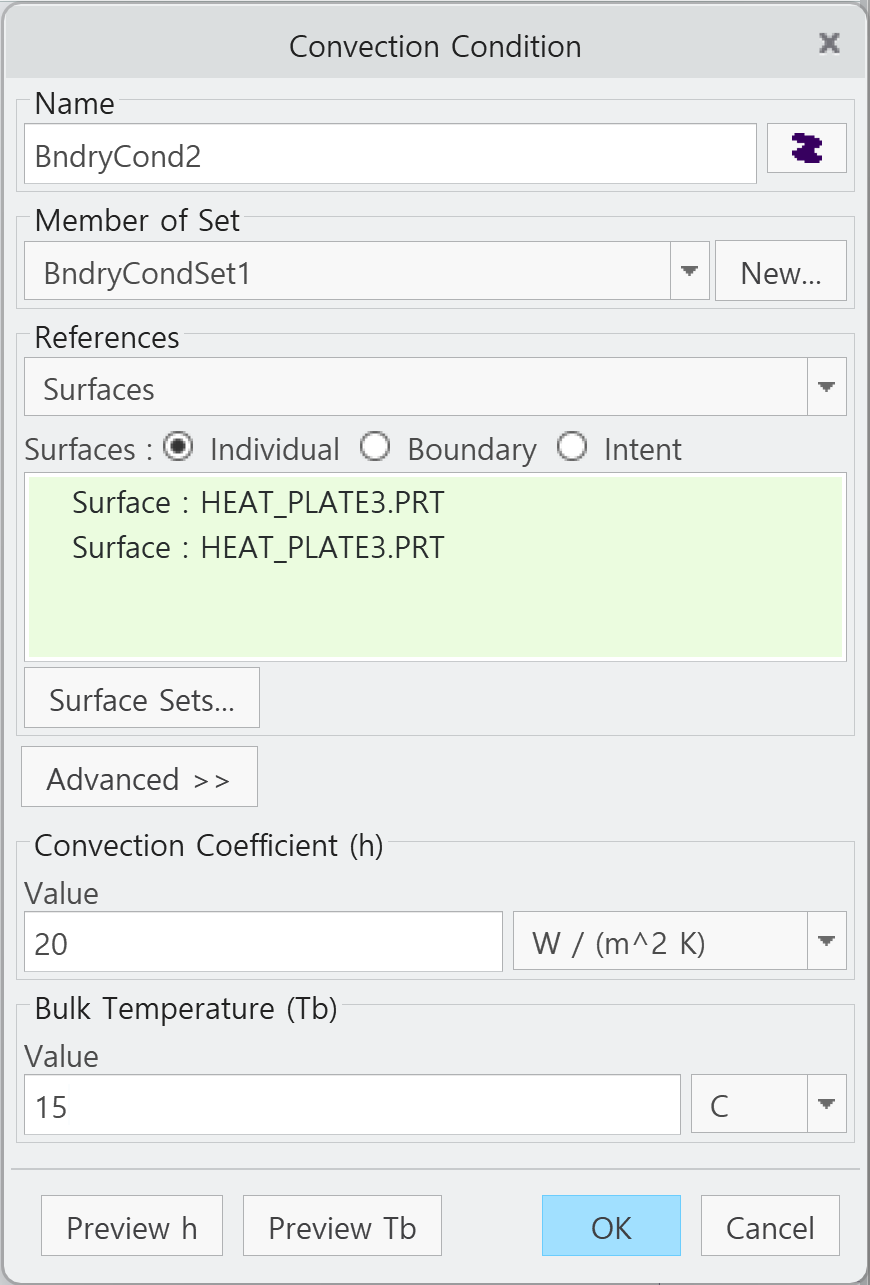 Convection Condition
Name
BndryCond2
Member of Set
BndryCondSet1
New...
References
Surfaces
Surfaces : Individual Boundary Intent
Surface : HEAT_PLATE3.PRT
Surface : HEAT_PLATE3.PRT
Surface Sets...
Advanced >>
Convection Coefficient (h)
Value
20
W / (m^2 K)
Bulk Temperature (Tb)
Value
15
C
Preview h
Preview Tb
OK
Cancel